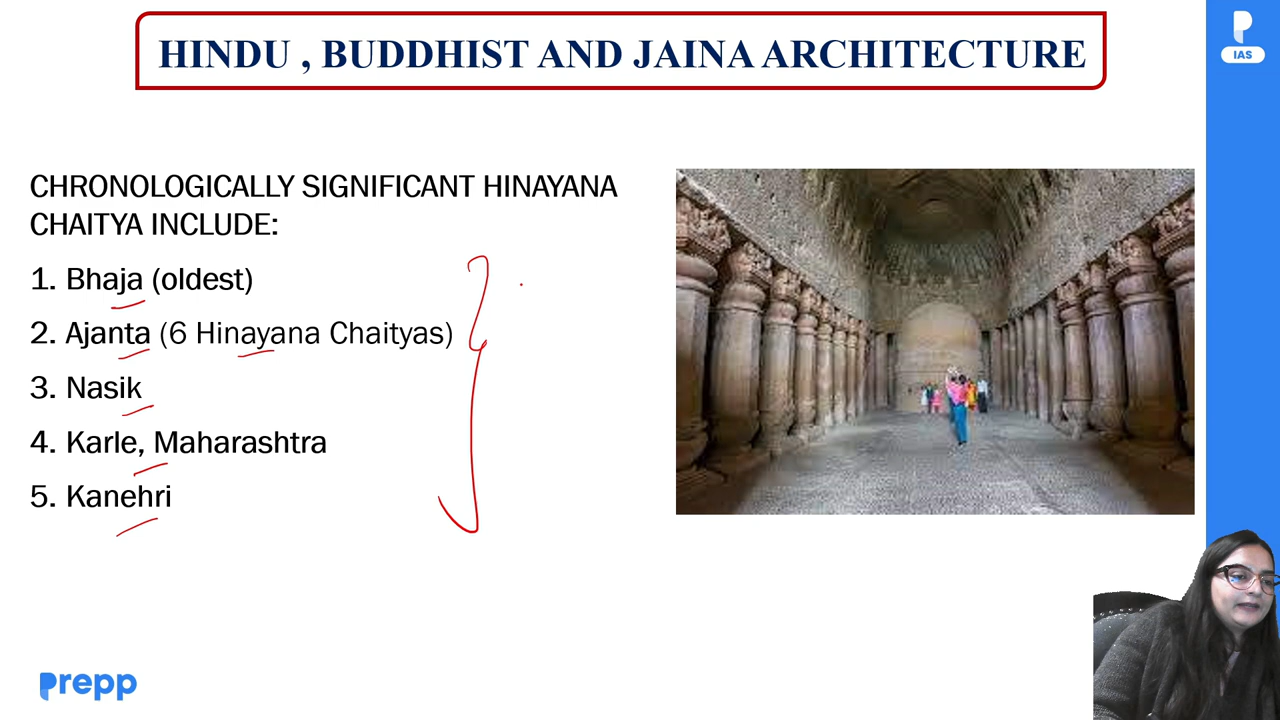 HINDU , BUDDHIST AND JAINA ARCHITECTURE
IAS
CHRONOLOGICALLY SIGNIFICANT HINAYANA
CHAITYA INCLUDE:
1. Bhaja (oldest)
2. Ajanta (6 Hinayana Chaityas)
3. Nasik
4. Karle, Maharashtra
5. Kanehri
prepp